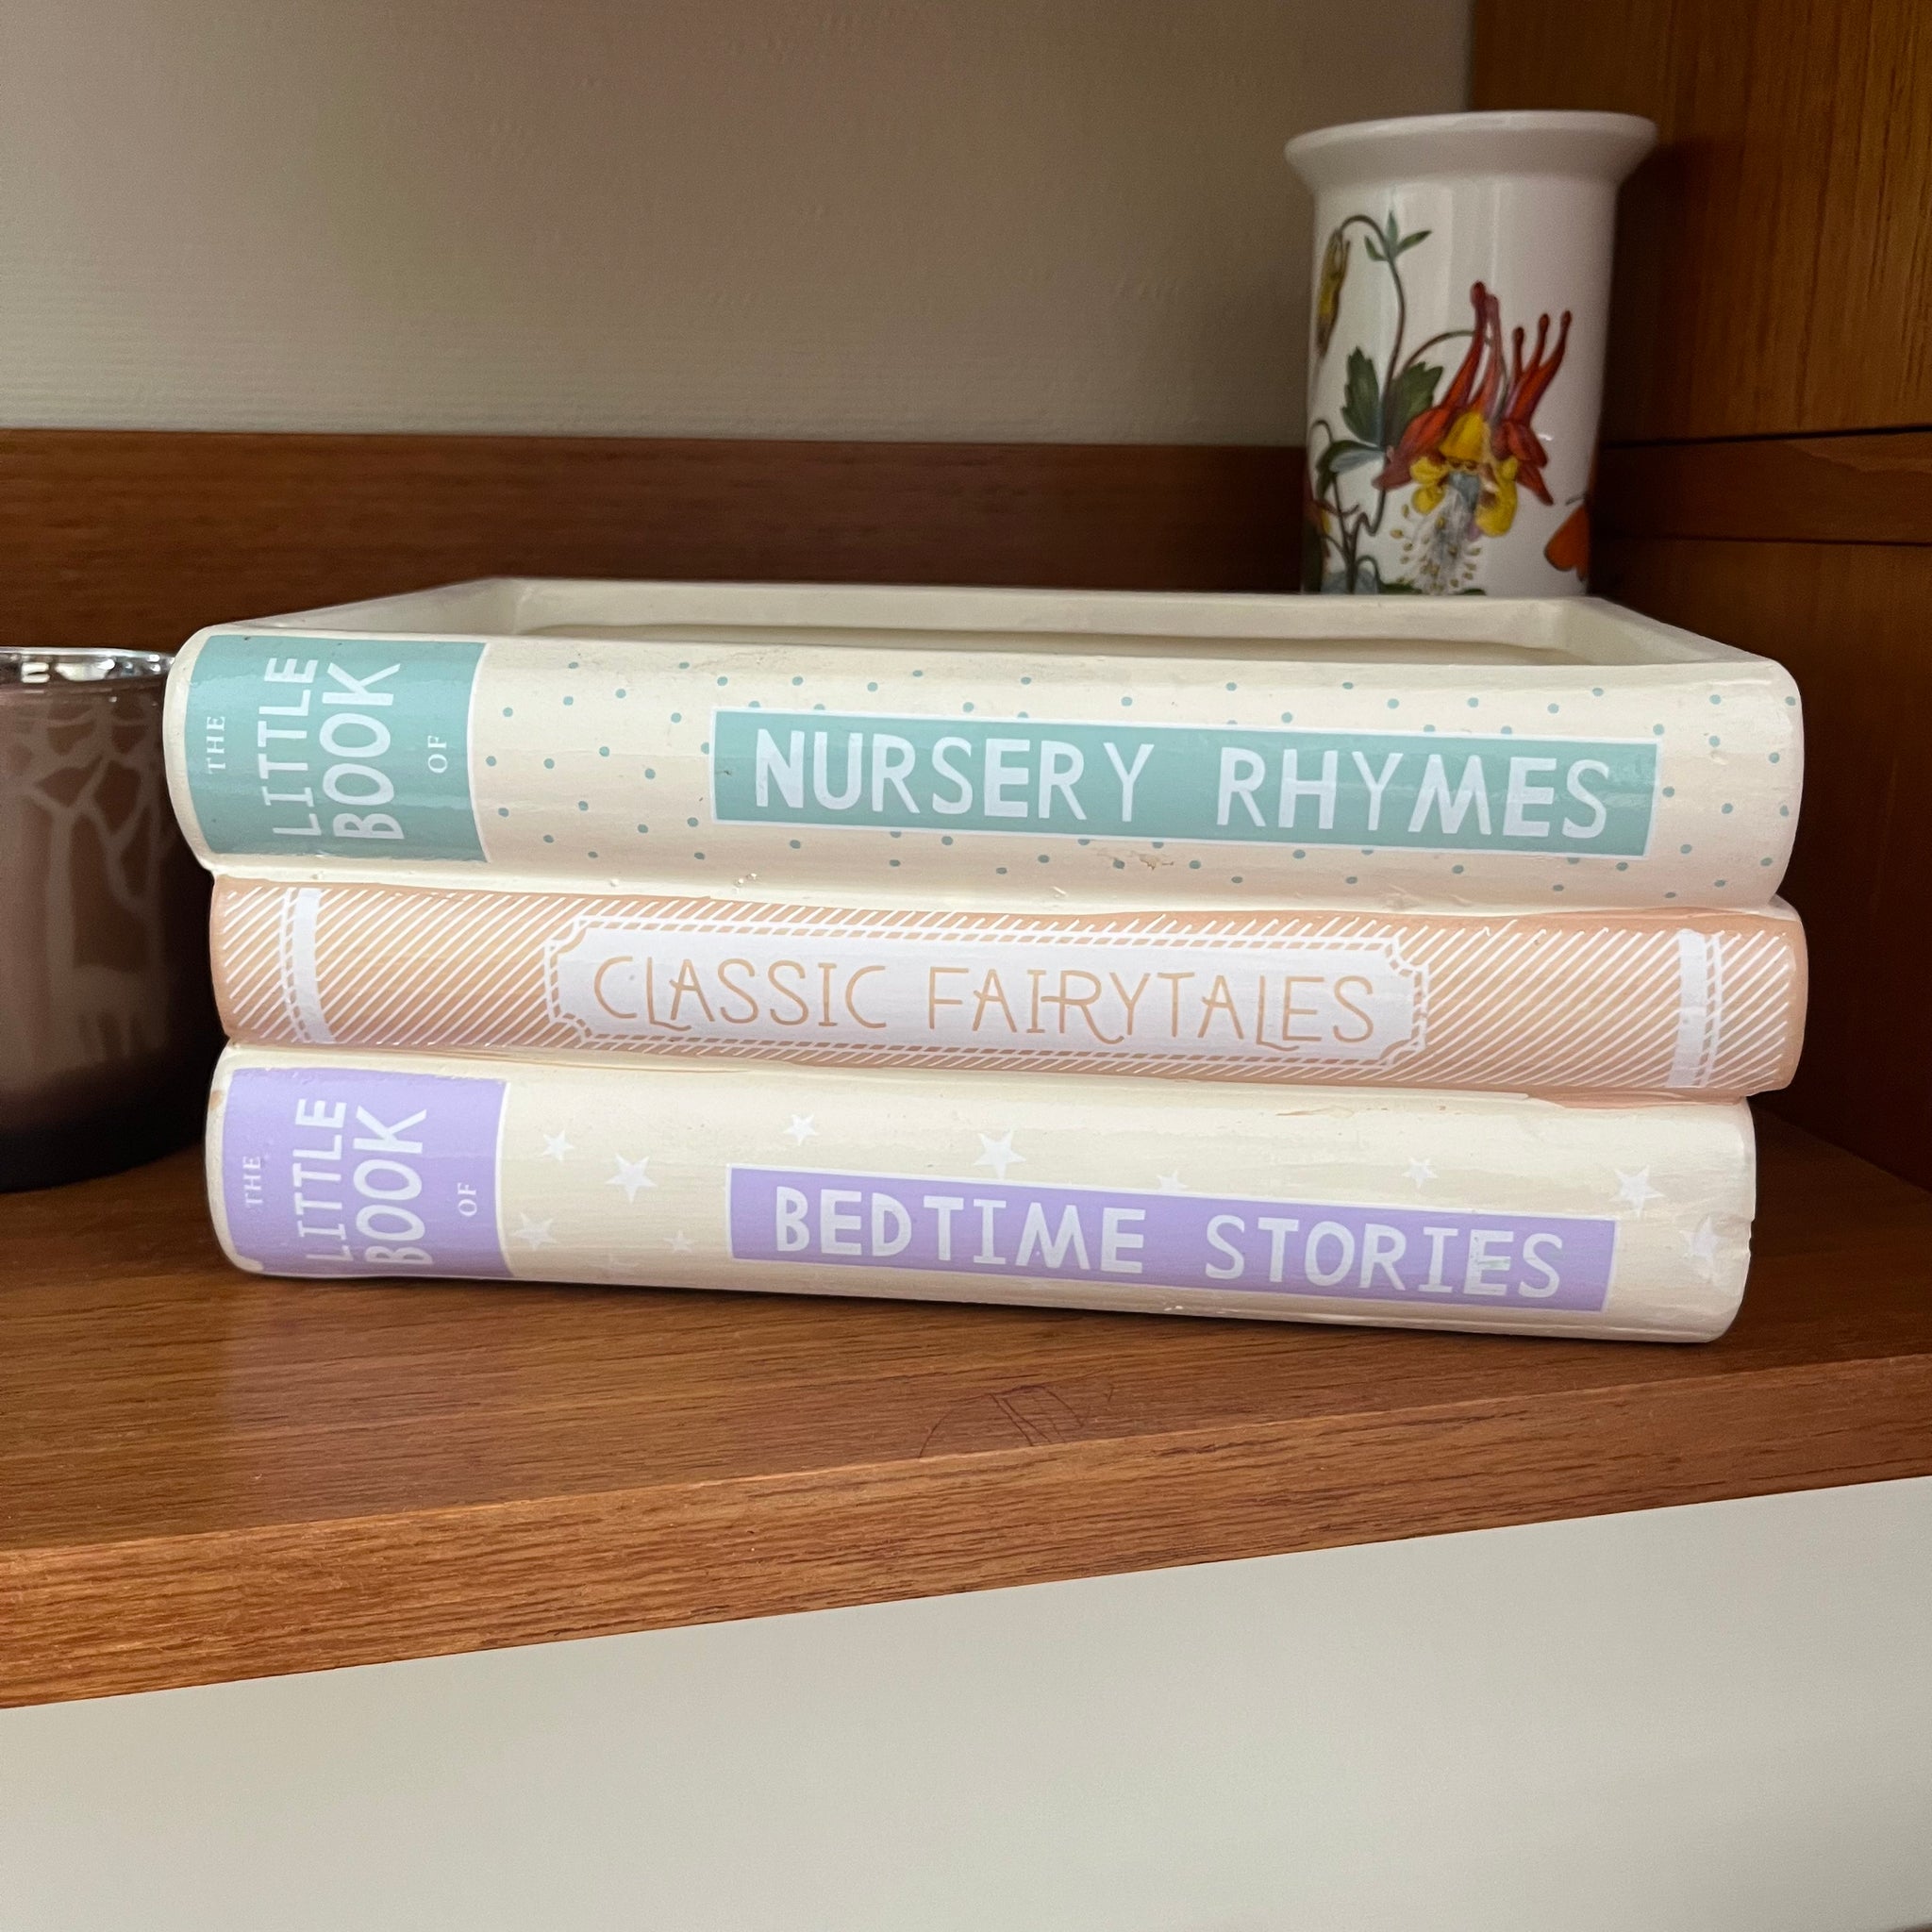 THE
LITTLE
BOOK
OF
NURSERY RHYMES
CLASSIC FAIRYTALES
THE
LITTLE
BOOK
OF
BEDTIME STORIES